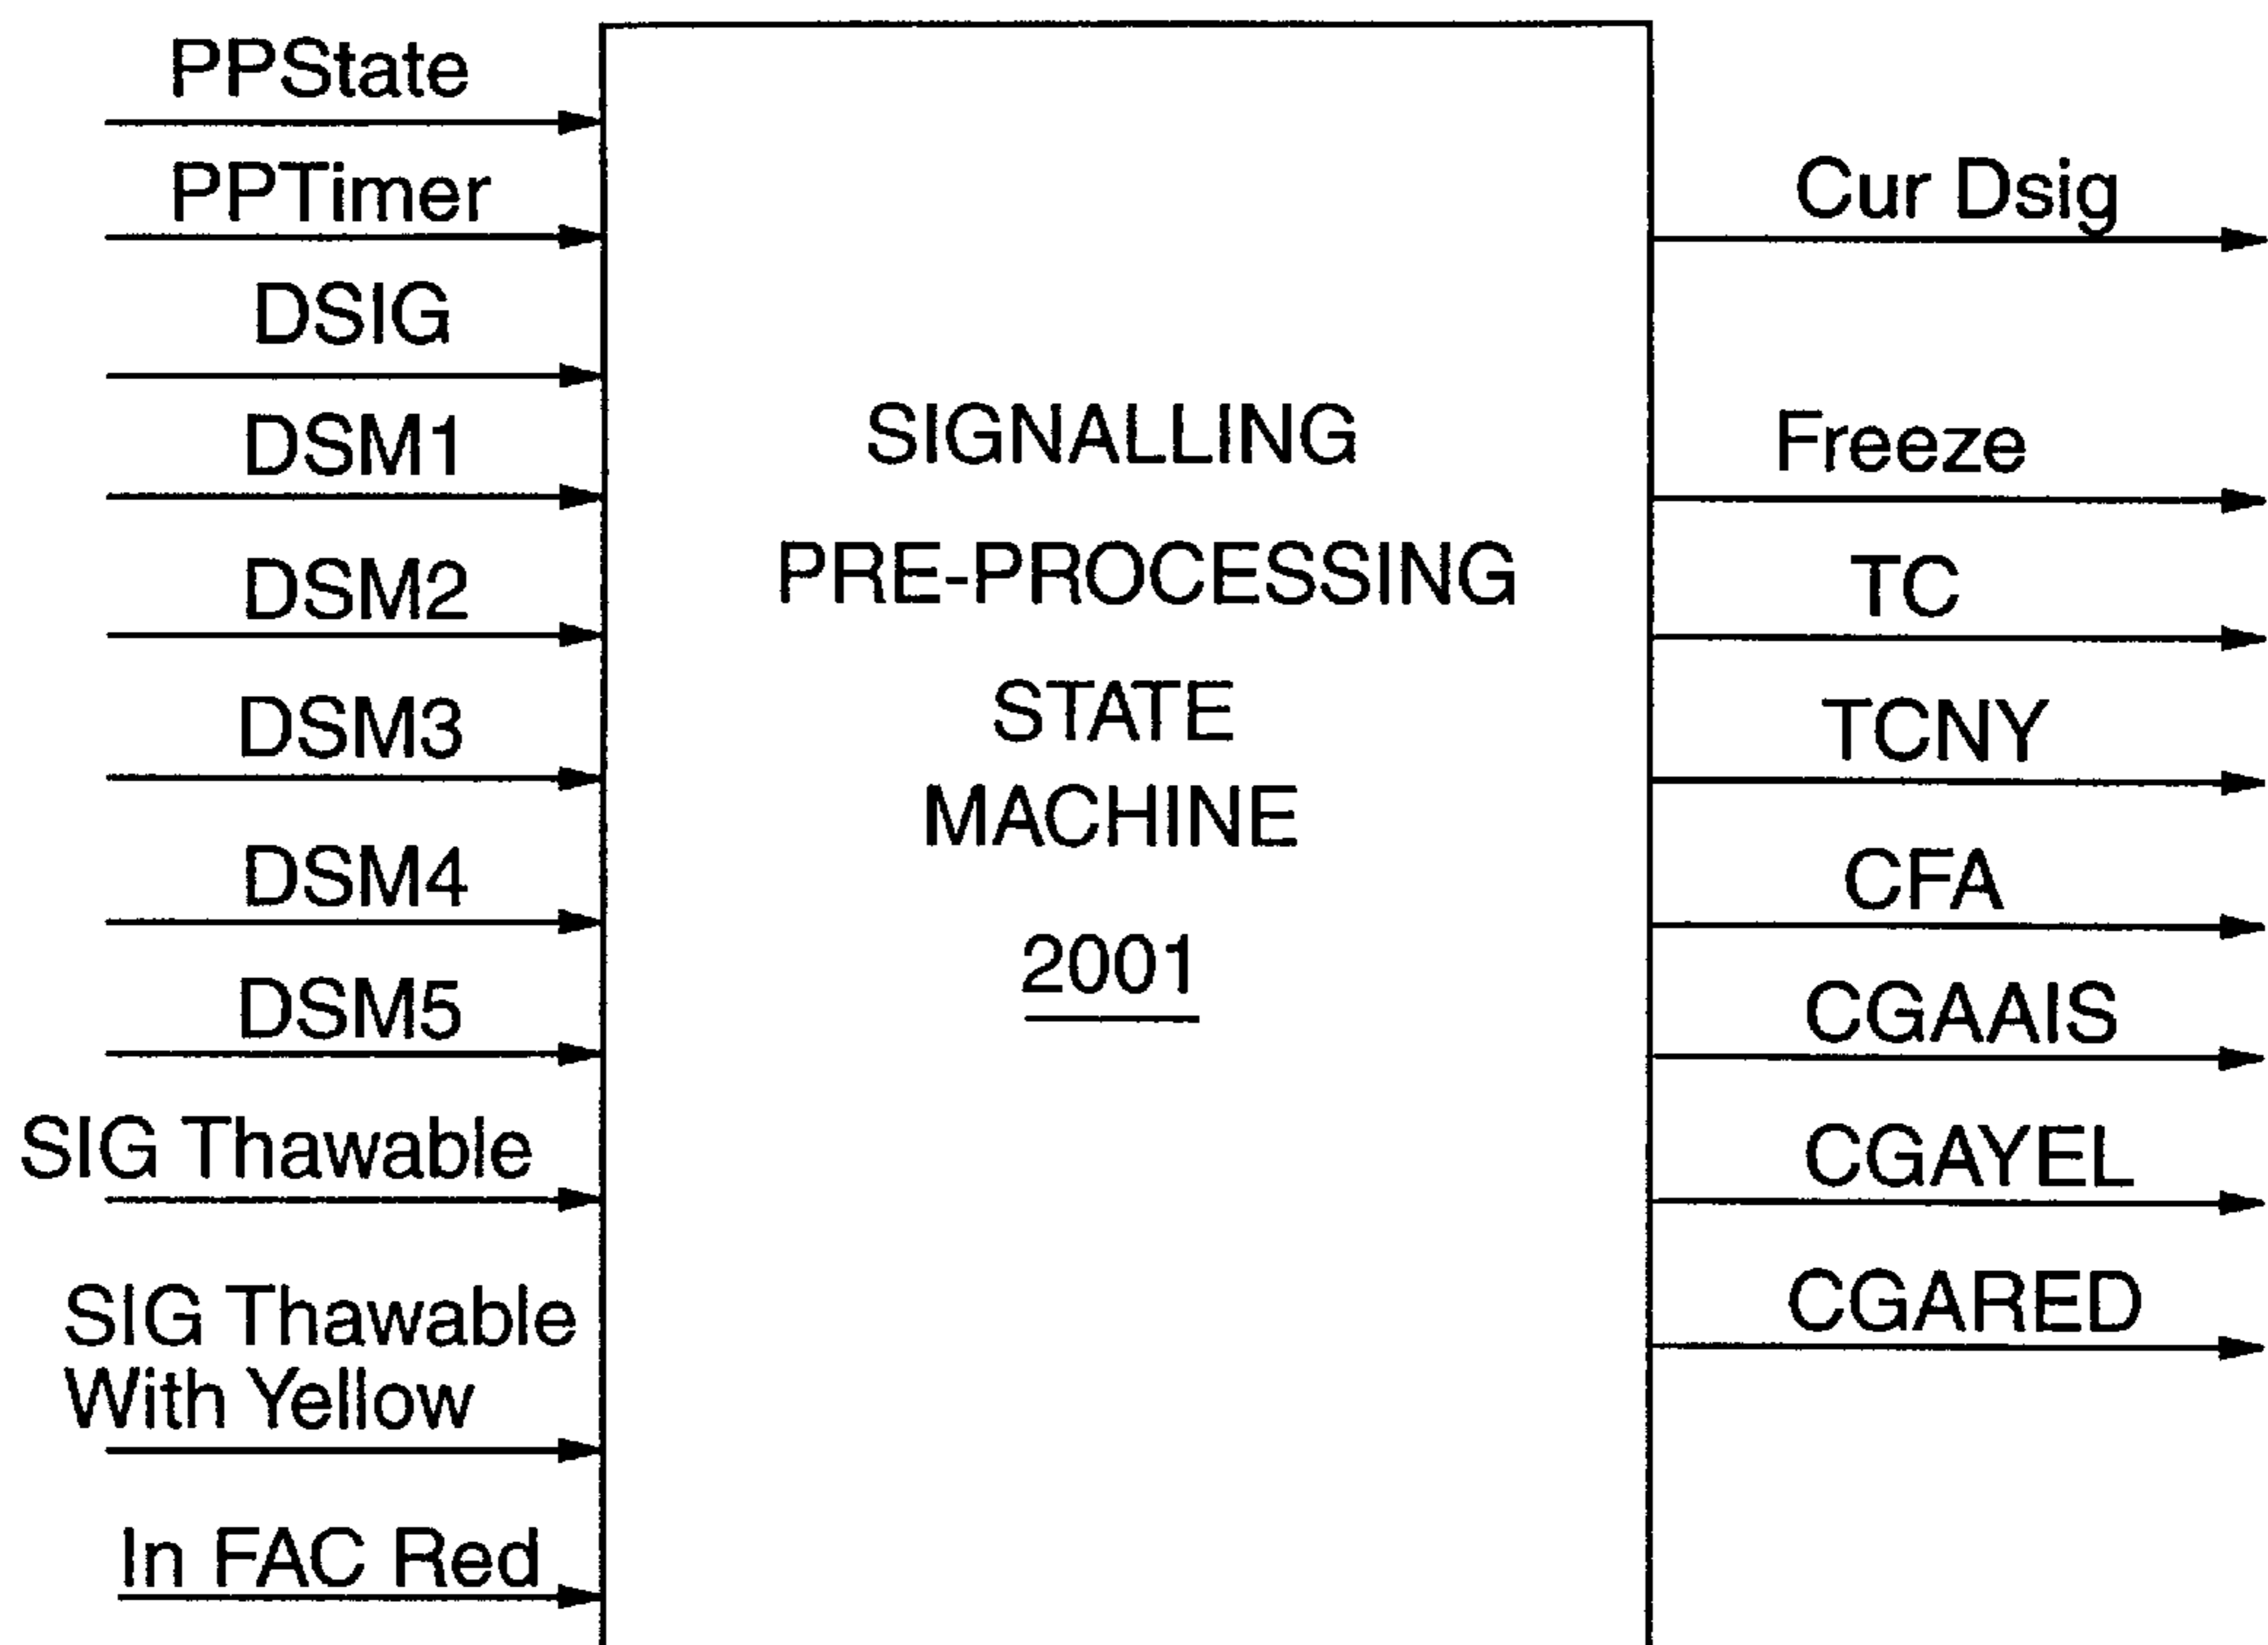 PPState
PPTimer
DSIG
DSM1
DSM2
DSM3
DSM4
DSM5
SIG Thawable
SIG Thawable
With Yellow
In FAC Red
SIGNALLING
PRE-PROCESSING
STATE
MACHINE
2001
Cur Dsig
Freeze
TC
TCNY
CFA
CGAAIS
CGAYEL
CGARED